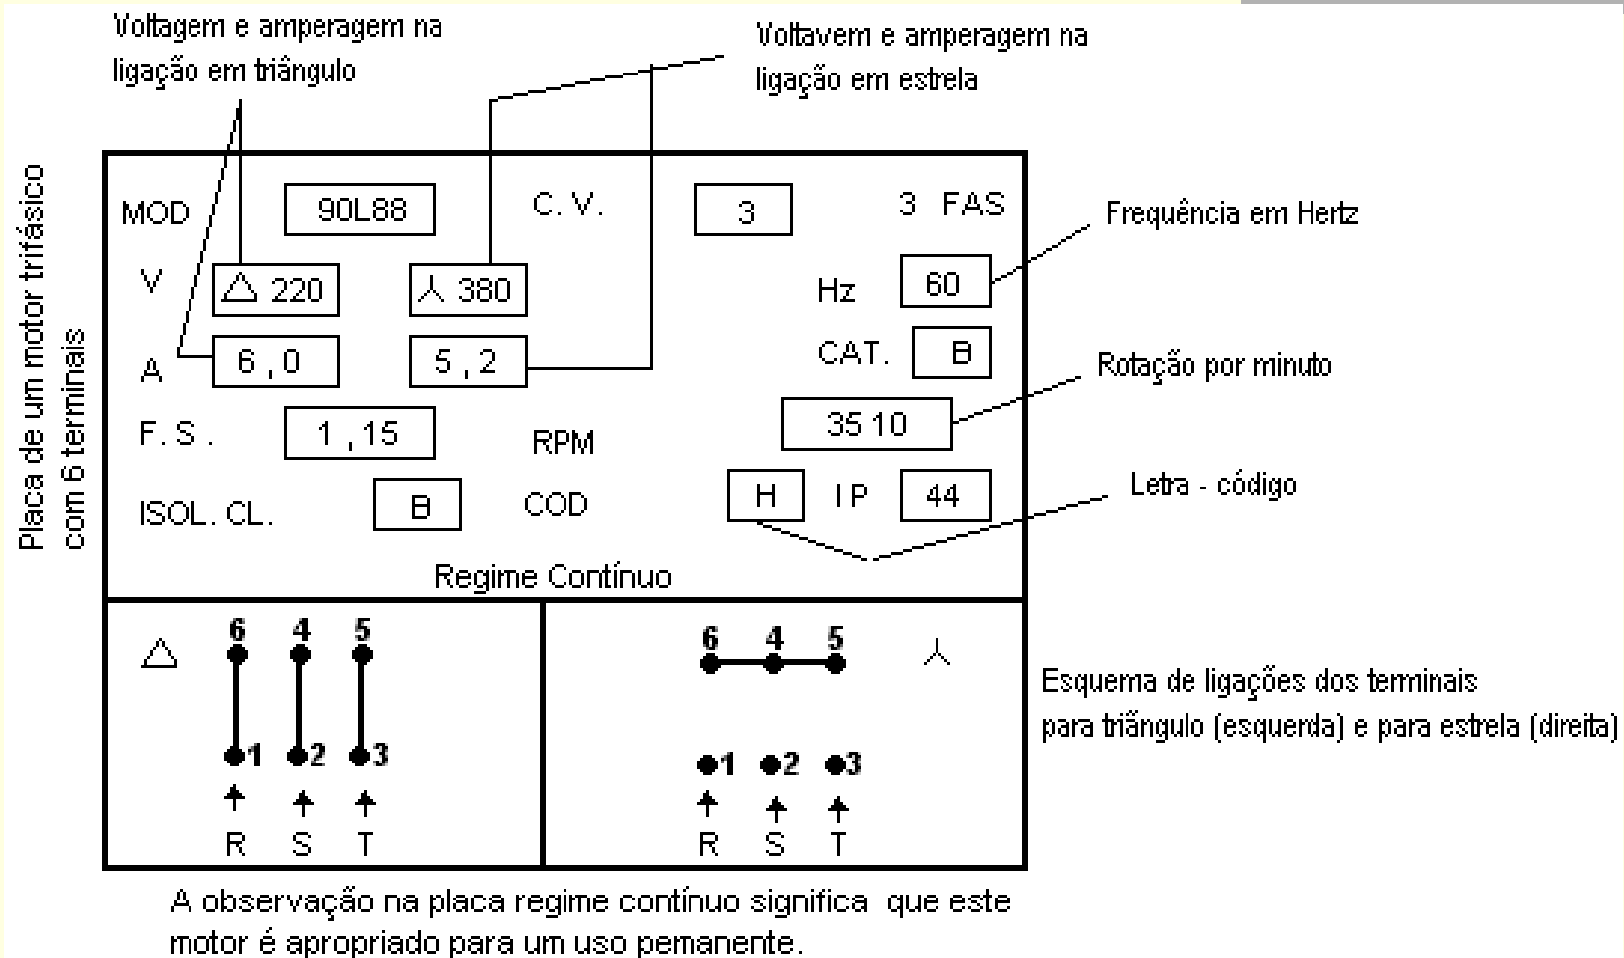 Voltagem e amperagem na
ligação em triângulo
Voltavem e amperagem na
ligação em estrela
Placa de um motor trifásico
com 6 terminais
MOD 90L88 C. V. 3 3 FAS
Frequência em Hertz
V △ 220 ⅄ 380 Hz 60
A 6 , 0 5 , 2 CAT. B
Rotação por minuto
F. S . 1 , 15 RPM 35 10
Letra - código
ISOL. CL. B COD H I P 44
Regime Contínuo
△ 6 4 5
1 2 3
R S T
6 4 5 ⅄
1 2 3
R S T
Esquema de ligações dos terminais
para triângulo (esquerda) e para estrela (direita)
A observação na placa regime contínuo significa que este
motor é apropriado para um uso pemanente.